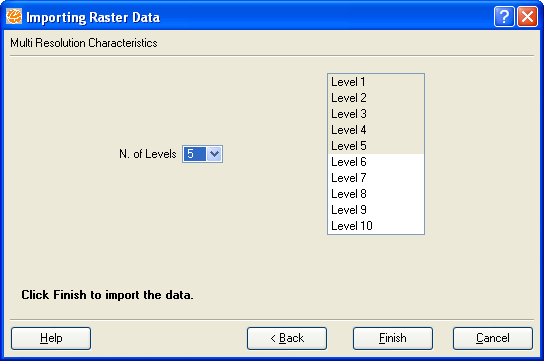 Importing Raster Data
Multi Resolution Characteristics
N. of Levels 5
Level 1
Level 2
Level 3
Level 4
Level 5
Level 6
Level 7
Level 8
Level 9
Level 10
Click Finish to import the data.
Help < Back Finish Cancel